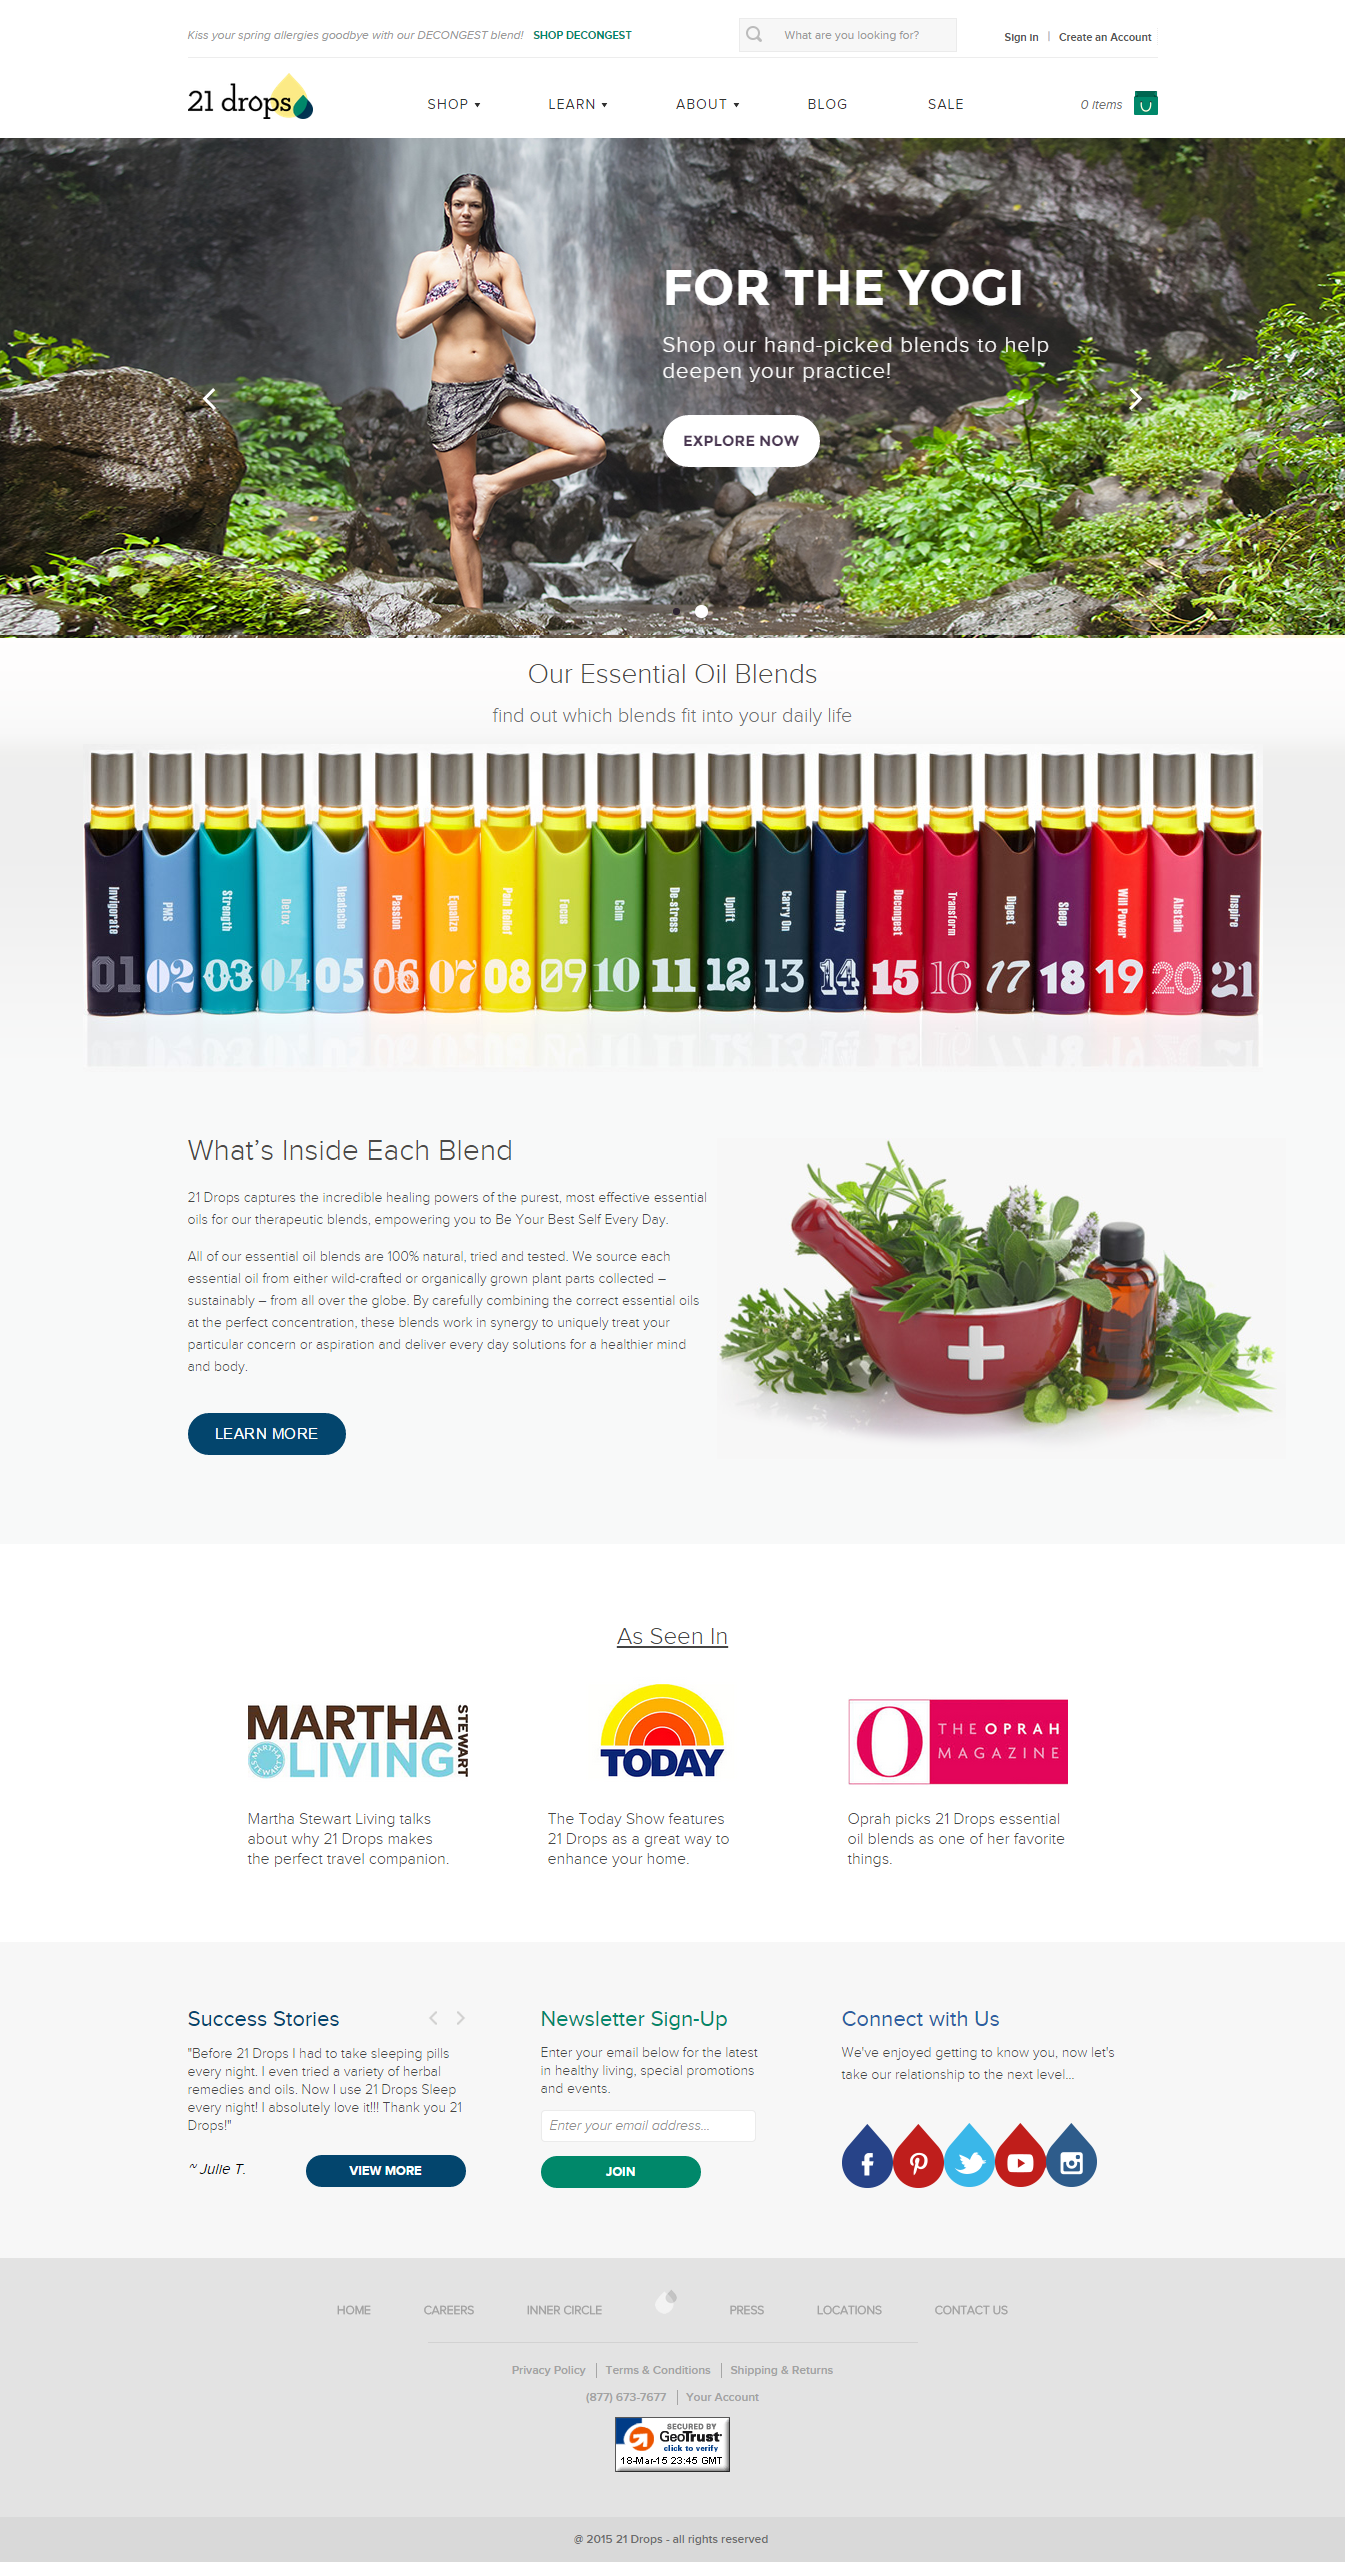 Kiss your spring allergies goodbye with our DECONGEST blend! SHOP DECONGEST
What are you looking for?
Sign in | Create an Account
21 drops
SHOP LEARN ABOUT BLOG SALE
0 Items
FOR THE YOGI
Shop our hand-picked blends to help
deepen your practice!
EXPLORE NOW
Our Essential Oil Blends
find out which blends fit into your daily life
Invigorate PMS Strength Detox Headache Passion Equalize Pain Relief Focus Calm De-stress Uplift Carry On Immunity Decongest Transform Digest Sleep Will Power Abstain Inspire
01 02 03 04 05 06 07 08 09 10 11 12 13 14 15 16 17 18 19 20 21
What's Inside Each Blend
21 Drops captures the incredible healing powers of the purest, most effective essential
oils for our therapeutic blends, empowering you to Be Your Best Self Every Day.
All of our essential oil blends are 100% natural, tried and tested. We source each
essential oil from either wild-crafted or organically grown plant parts collected –
sustainably – from all over the globe. By carefully combining the correct essential oils
at the perfect concentration, these blends work in synergy to uniquely treat your
particular concern or aspiration and deliver every day solutions for a healthier mind
and body.
LEARN MORE
As Seen In
MARTHA
STEWART
MARTHA STEWART
LIVING
TODAY
O
THE OPRAH
MAGAZINE
Martha Stewart Living talks
about why 21 Drops makes
the perfect travel companion.
The Today Show features
21 Drops as a great way to
enhance your home.
Oprah picks 21 Drops essential
oil blends as one of her favorite
things.
Success Stories
"Before 21 Drops I had to take sleeping pills
every night. I even tried a variety of herbal
remedies and oils. Now I use 21 Drops Sleep
every night! I absolutely love it!!! Thank you 21
Drops!"
~ Julie T.
VIEW MORE
Newsletter Sign-Up
Enter your email below for the latest
in healthy living, special promotions
and events.
Enter your email address...
JOIN
Connect with Us
We've enjoyed getting to know you, now let's
take our relationship to the next level...
HOME CAREERS INNER CIRCLE PRESS LOCATIONS CONTACT US
Privacy Policy | Terms & Conditions | Shipping & Returns
(877) 673-7677 | Your Account
SECURED BY
GeoTrust
click to verify
18-Mar-15 23:45 GMT
@ 2015 21 Drops - all rights reserved